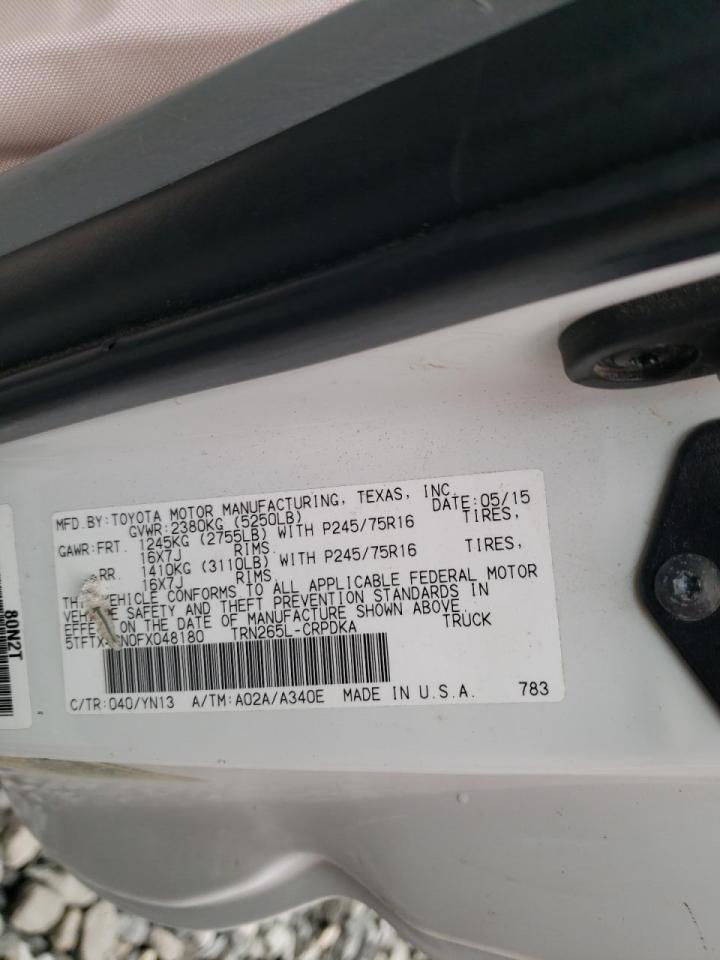 MFD.BY:TOYOTA MOTOR MANUFACTURING, TEXAS, INC.
GVWR:2380KG (5250LB) DATE:05/15
GAWR:FRT. 1245KG (2755LB) WITH P245/75R16 TIRES,
16X7J RIMS
RR. 1410KG (3110LB) WITH P245/75R16 TIRES,
16X7J RIMS
VEHICLE CONFORMS TO ALL APPLICABLE FEDERAL MOTOR
SAFETY AND THEFT PREVENTION STANDARDS IN
ON THE DATE OF MANUFACTURE SHOWN ABOVE.
TRN265L-CRPDKA TRUCK
C/TR:040/YN13 A/TM:A02A/A340E MADE IN U.S.A. 783
80N2T